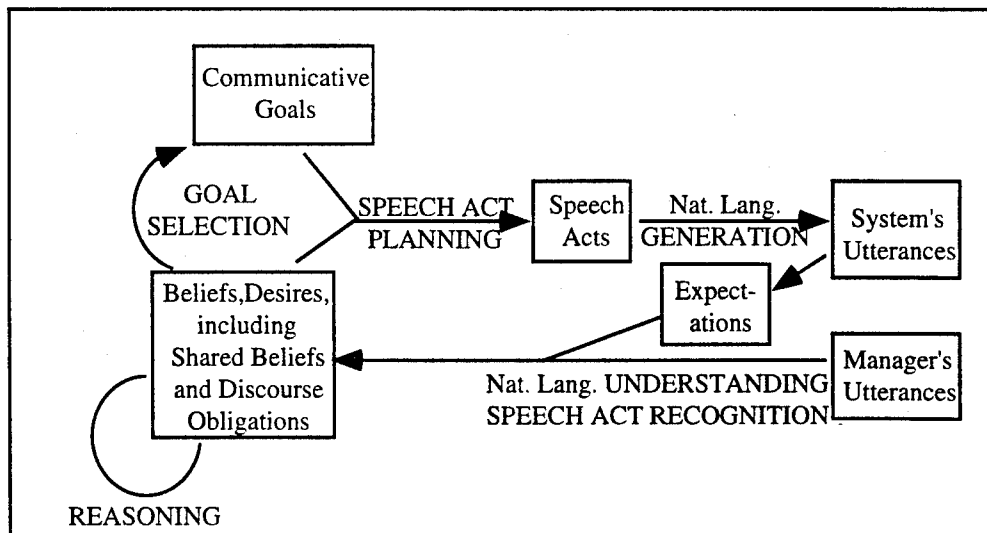 Communicative
Goals
GOAL
SELECTION
SPEECH ACT
PLANNING
Speech
Acts
Nat. Lang.
GENERATION
System's
Utterances
Beliefs,Desires,
including
Shared Beliefs
and Discourse
Obligations
Expect-
ations
Manager's
Utterances
Nat. Lang. UNDERSTANDING
SPEECH ACT RECOGNITION
REASONING